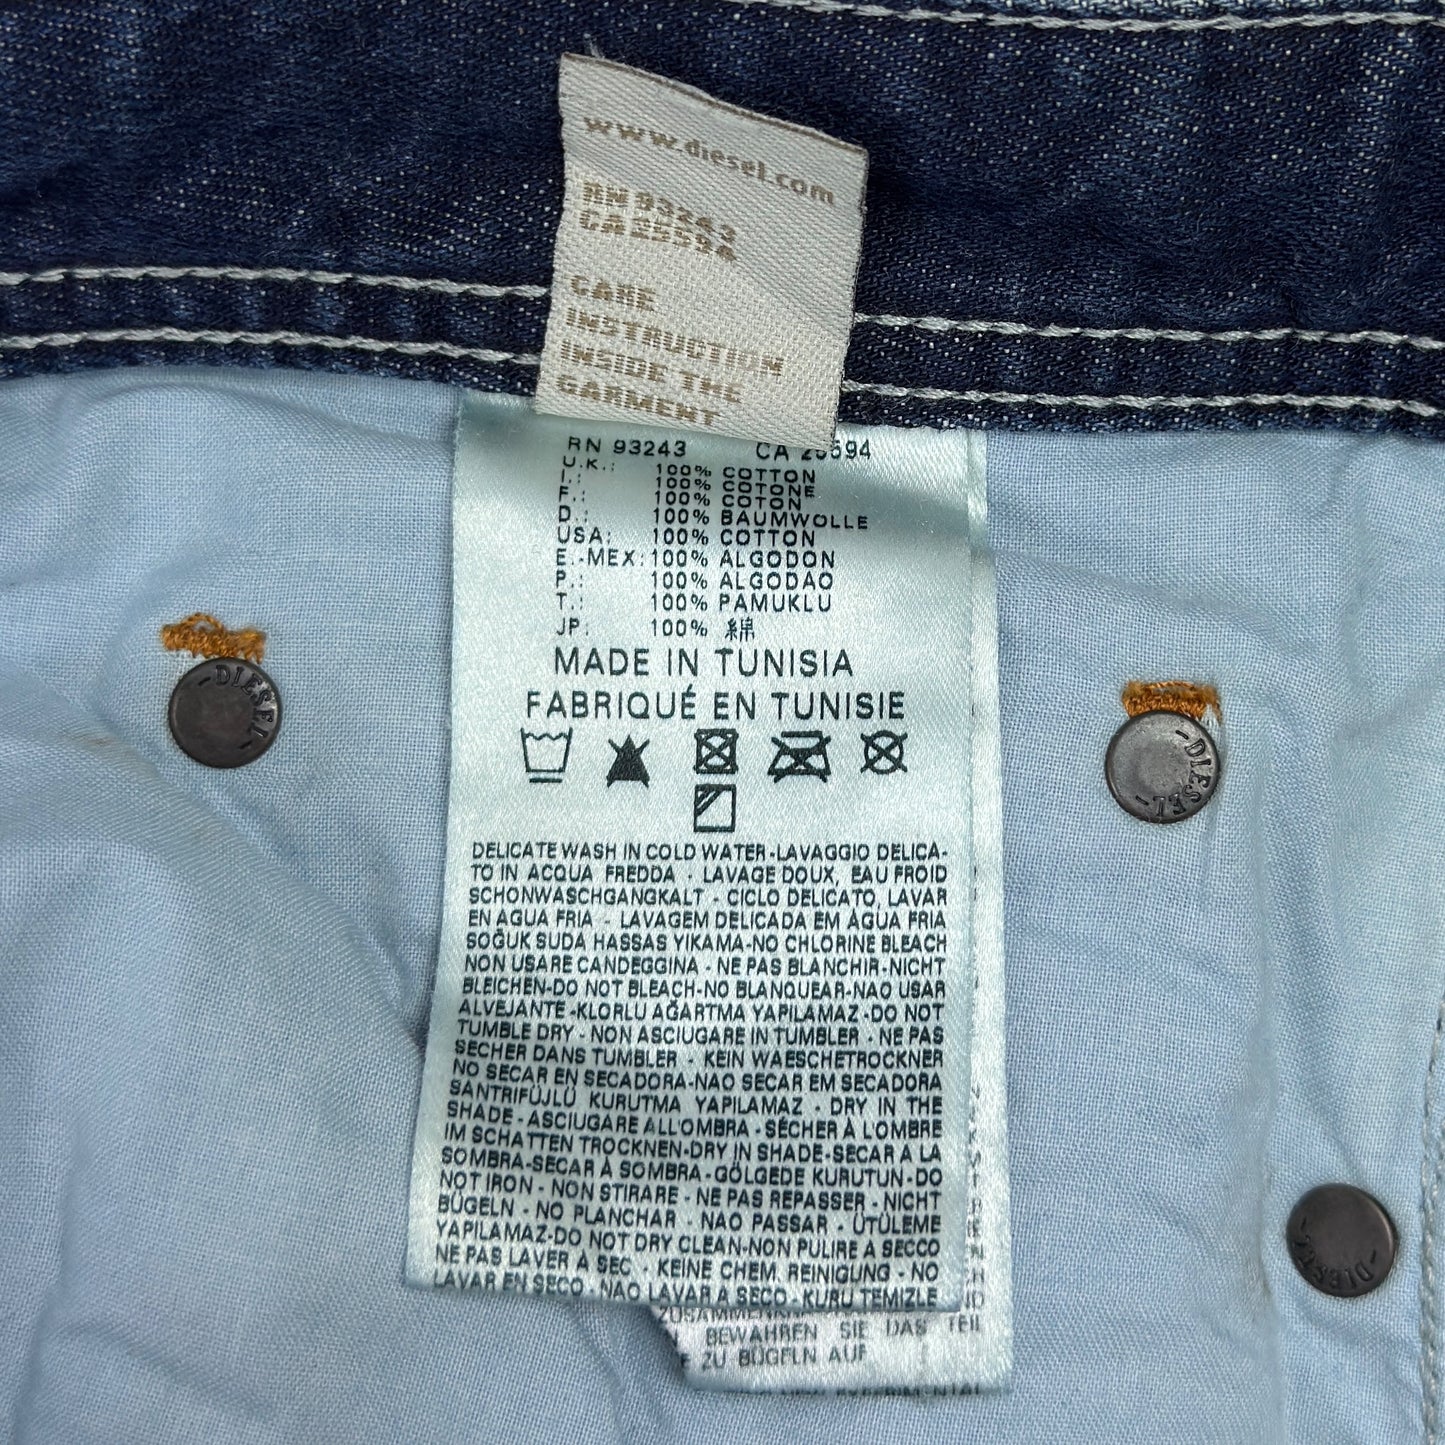 www.diesel.com
RN 93243
CA 25594
CARE
INSTRUCTION
INSIDE THE
GARMENT
RN 93243 CA 25594
U.K.: 100% COTTON
I.: 100% COTONE
F.: 100% COTON
D.: 100% BAUMWOLLE
USA: 100% COTTON
E.-MEX: 100% ALGODON
P.: 100% ALGODAO
T.: 100% PAMUKLU
JP: 100% 綿
MADE IN TUNISIA
FABRIQUÉ EN TUNISIE
DELICATE WASH IN COLD WATER-LAVAGGIO DELICA-
TO IN ACQUA FREDDA - LAVAGE DOUX, EAU FROID
SCHONWASCHGANGKALT - CICLO DELICATO, LAVAR
EN AGUA FRIA - LAVAGEM DELICADA EM AGUA FRIA
SOĞUK SUDA HASSAS YIKAMA-NO CHLORINE BLEACH
NON USARE CANDEGGINA - NE PAS BLANCHIR-NICHT
BLEICHEN-DO NOT BLEACH-NO BLANQUEAR-NAO USAR
ALVEJANTE -KLORLU AĞARTMA YAPILAMAZ -DO NOT
TUMBLE DRY - NON ASCIUGARE IN TUMBLER - NE PAS
SECHER DANS TUMBLER - KEIN WAESCHETROCKNER
NO SECAR EN SECADORA-NAO SECAR EM SECADORA
SANTRIFÜJLÜ KURUTMA YAPILAMAZ - DRY IN THE
SHADE - ASCIUGARE ALL'OMBRA - SÉCHER À L'OMBRE
IM SCHATTEN TROCKNEN-DRY IN SHADE-SECAR A LA
SOMBRA-SECAR À SOMBRA-GÖLGEDE KURUTUN-DO
NOT IRON - NON STIRARE - NE PAS REPASSER - NICHT
BÜGELN - NO PLANCHAR - NAO PASSAR - ÜTÜLEME
YAPILAMAZ-DO NOT DRY CLEAN-NON PULIRE A SECCO
NE PAS LAVER À SEC - KEINE CHEM. REINIGUNG - NO
LAVAR EN SECO - NAO LAVAR A SECO - KURU TEMIZLE
BEWAHREN SIE DAS TEIL
ZU BÜGELN AUF
-DIESEL-
-DIESEL-
-DIESEL-